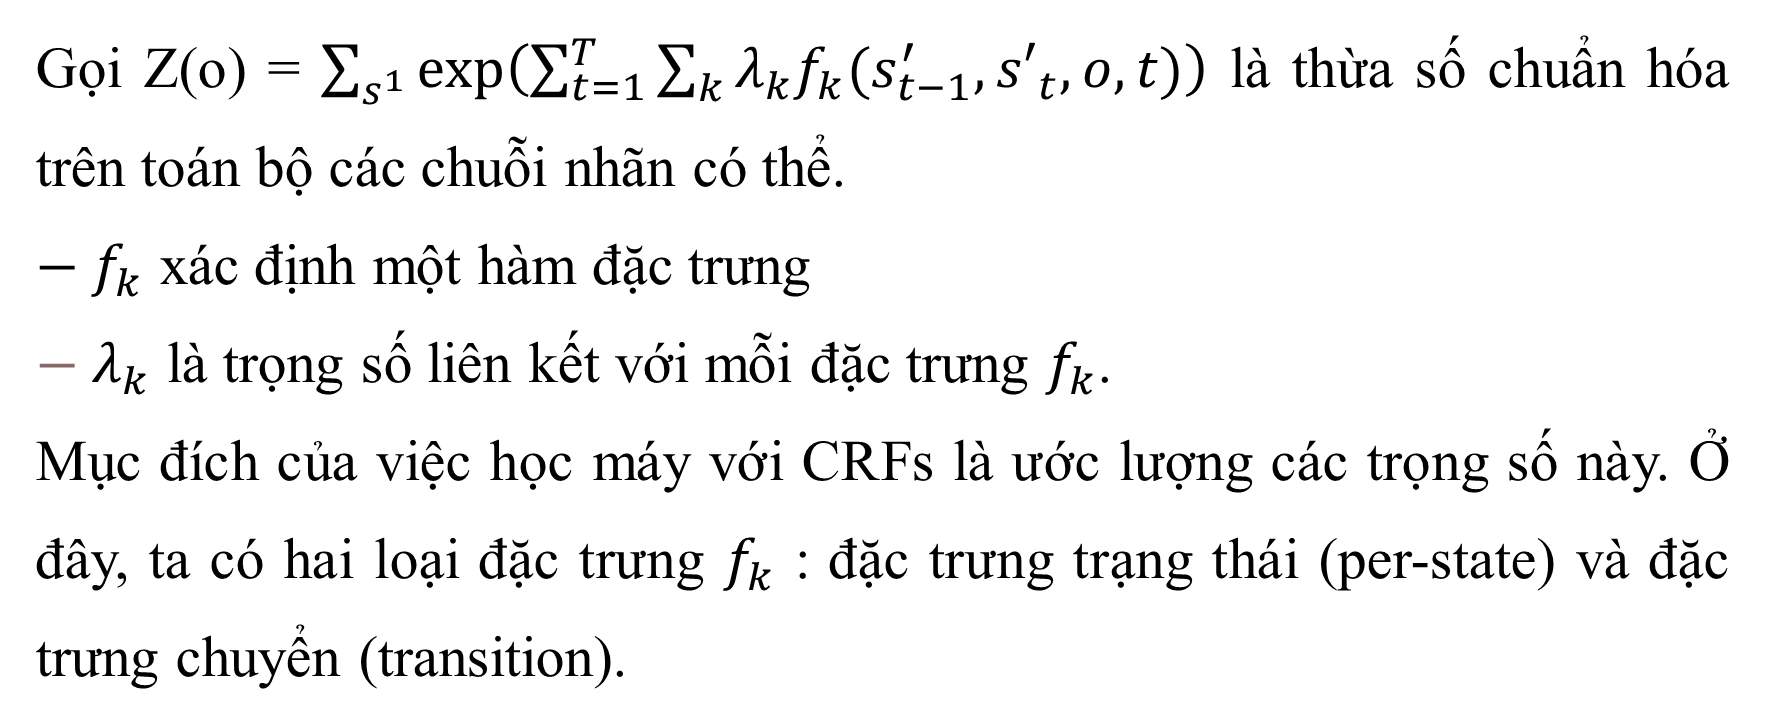 Gọi Z(o) = ∑_{s^1} exp(∑_{t=1}^{T} ∑_k λ_k f_k(s′_{t−1}, s′_t, o, t)) là thừa số chuẩn hóa
trên toán bộ các chuỗi nhãn có thể.
− f_k xác định một hàm đặc trưng
− λ_k là trọng số liên kết với mỗi đặc trưng f_k.
Mục đích của việc học máy với CRFs là ước lượng các trọng số này. Ở
đây, ta có hai loại đặc trưng f_k : đặc trưng trạng thái (per-state) và đặc
trưng chuyển (transition).